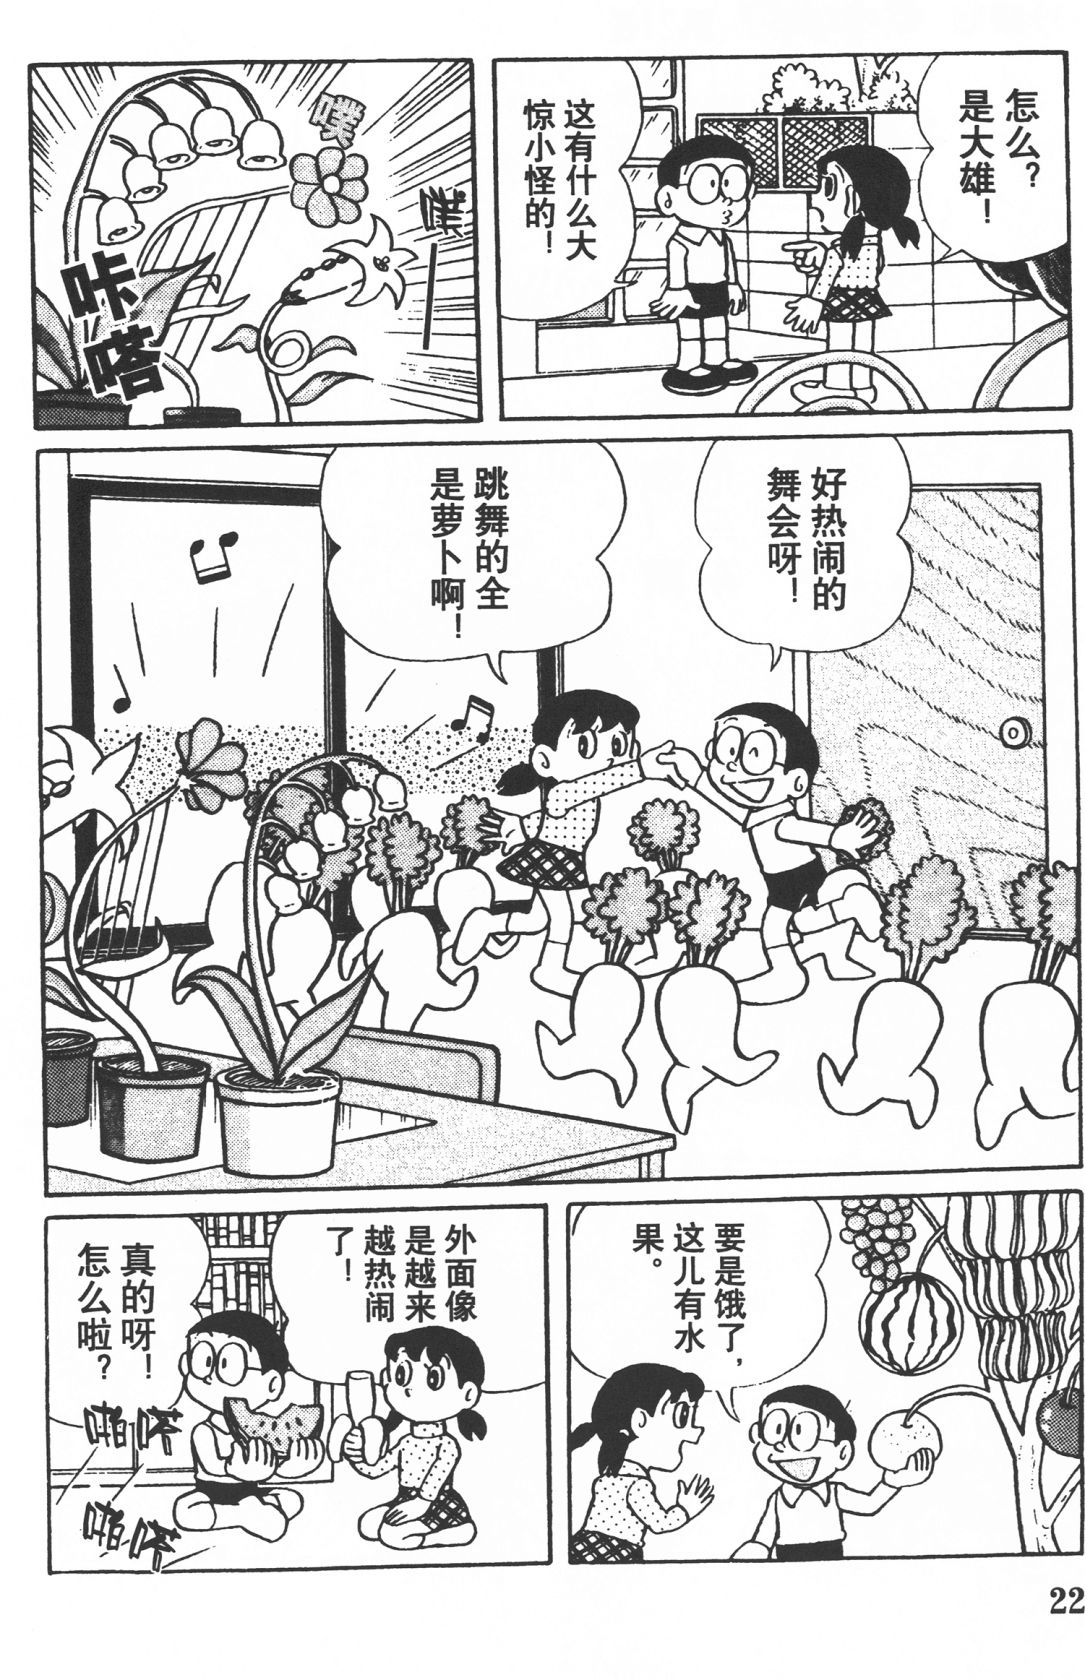 怎么？
是大雄！
这有什么大
惊小怪的！
噗
咔
嗒
好热闹的
舞会呀！
跳舞的全
是萝卜啊！
要是饿了，
这儿有水
果。
外面像
是越来
越热闹
了！
真的呀！
怎么啦？
啪嗒
啪嗒
22